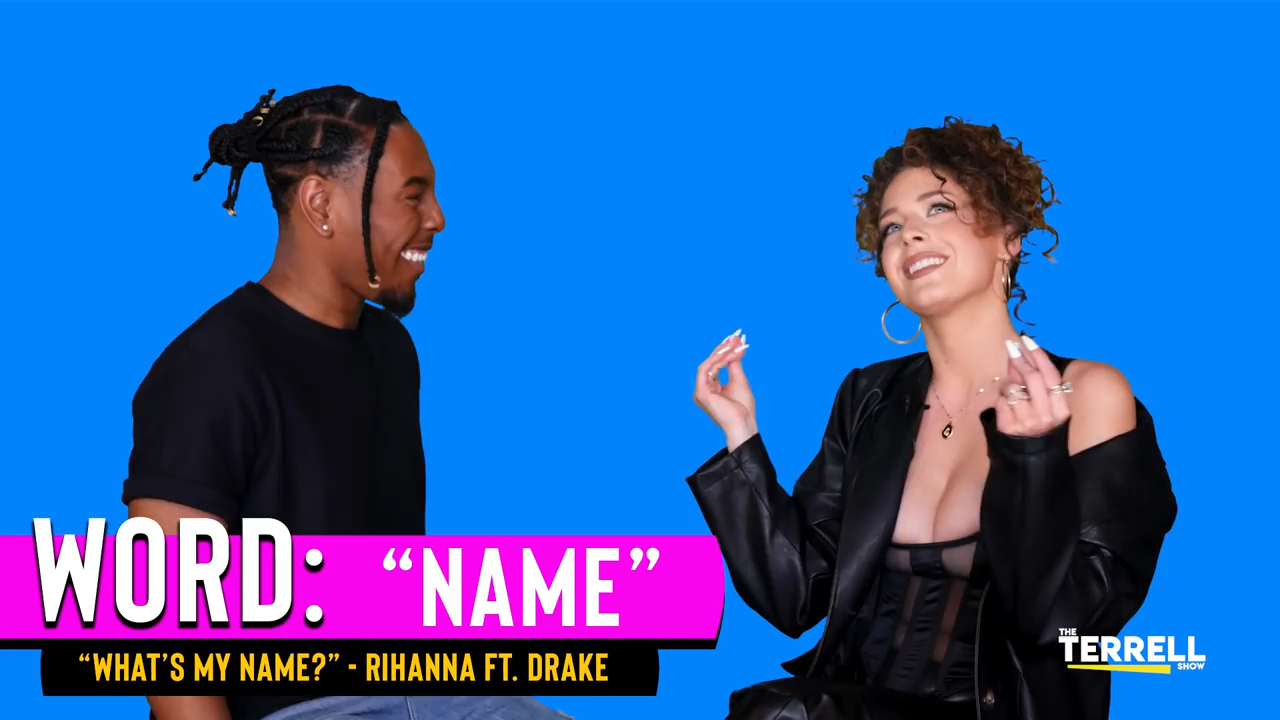 WORD: “NAME”
“WHAT’S MY NAME?” - RIHANNA FT. DRAKE
THE
TERRELL
SHOW